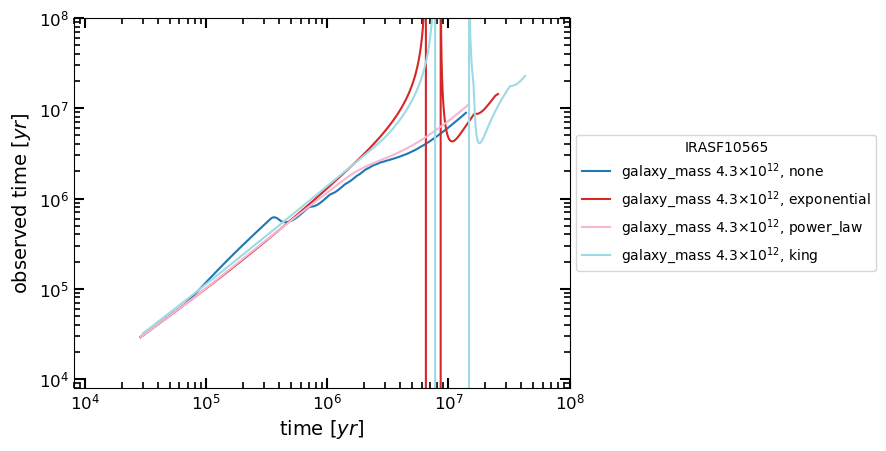 10^8
10^7
10^6
10^5
10^4
observed time [yr]
10^4 10^5 10^6 10^7 10^8
time [yr]
IRASF10565
galaxy_mass 4.3×10^12, none
galaxy_mass 4.3×10^12, exponential
galaxy_mass 4.3×10^12, power_law
galaxy_mass 4.3×10^12, king